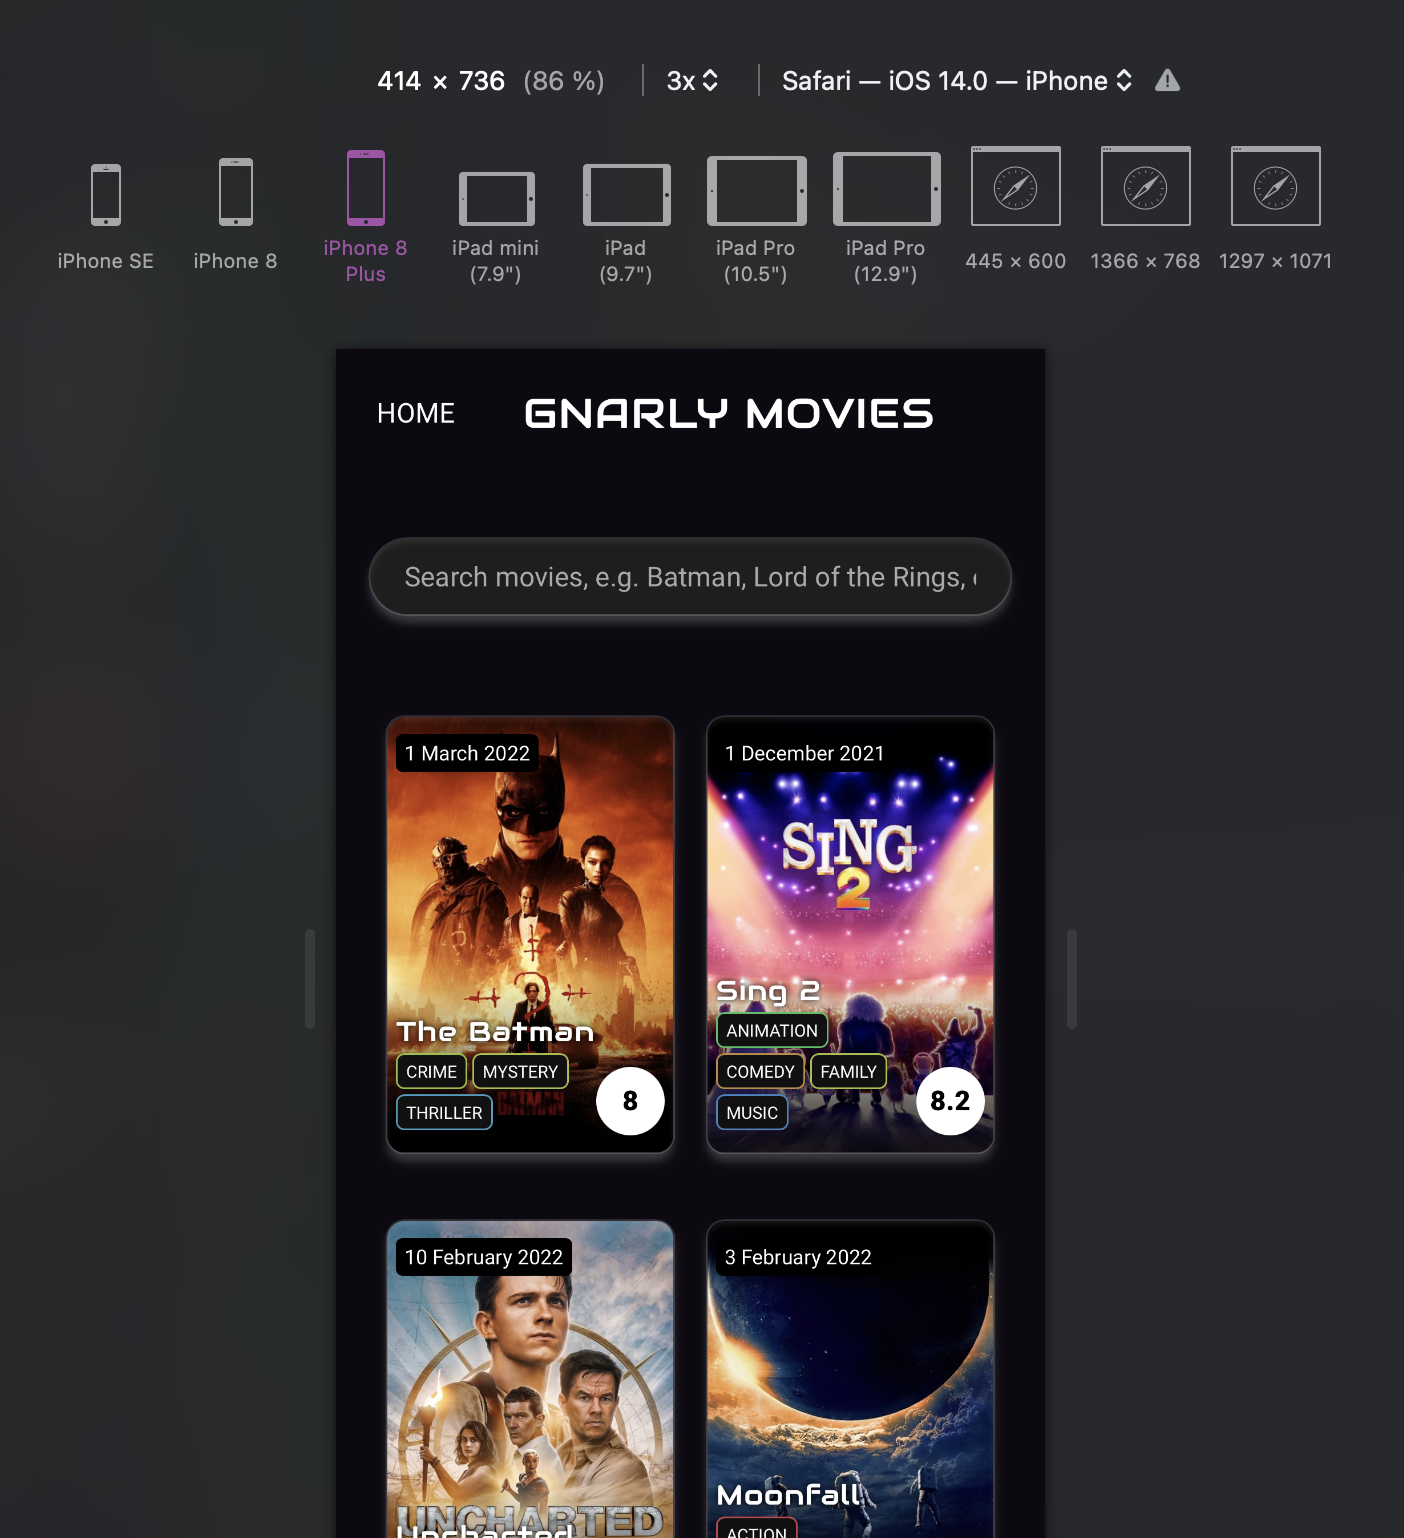 414 × 736 (86 %) 3x Safari — iOS 14.0 — iPhone
iPhone SE
iPhone 8
iPhone 8
Plus
iPad mini
(7.9")
iPad
(9.7")
iPad Pro
(10.5")
iPad Pro
(12.9")
445 × 600
1366 × 768
1297 × 1071
HOME
GNARLY MOVIES
Search movies, e.g. Batman, Lord of the Rings,
1 March 2022
The Batman
CRIME MYSTERY
THRILLER
BATMAN
8
1 December 2021
SING
2
Sing 2
ANIMATION
COMEDY FAMILY
MUSIC
8.2
10 February 2022
UNCHARTED
Uncharted
3 February 2022
Moonfall
ACTION